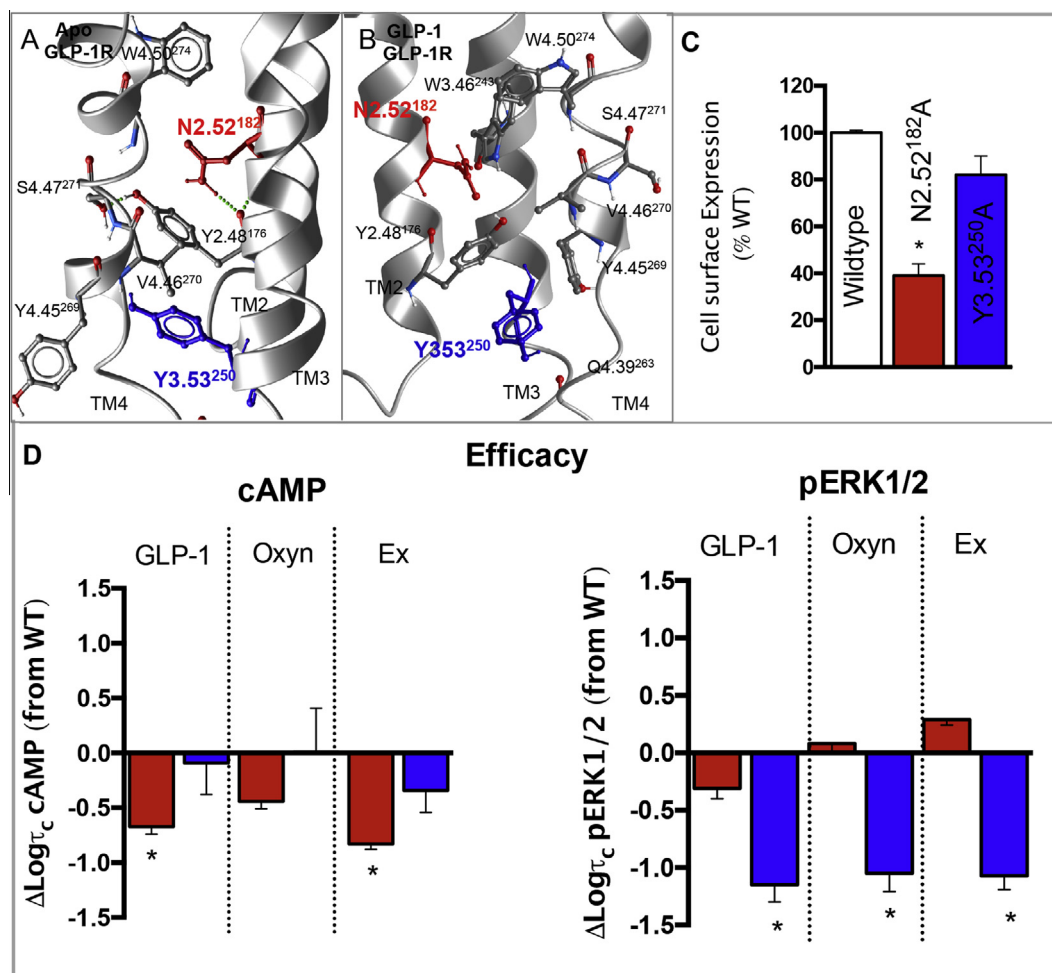 A
Apo
GLP-1R
W4.50²⁷⁴
N2.52¹⁸²
S4.47²⁷¹
Y2.48¹⁷⁶
V4.46²⁷⁰
Y4.45²⁶⁹
TM2
Y3.53²⁵⁰
TM3
TM4
B
GLP-1
GLP-1R
W4.50²⁷⁴
W3.46²⁴³
N2.52¹⁸²
S4.47²⁷¹
V4.46²⁷⁰
Y2.48¹⁷⁶
Y4.45²⁶⁹
TM2
Y353²⁵⁰
Q4.39²⁶³
TM3
TM4
C
Cell surface Expression
(% WT)
120
100
80
60
40
20
0
Wildtype
N2.52¹⁸²A
*
Y3.53²⁵⁰A
D
Efficacy
cAMP
GLP-1 Oxyn Ex
ΔLogτc cAMP (from WT)
1.5
1.0
0.5
0.0
-0.5
-1.0
-1.5
* *
pERK1/2
GLP-1 Oxyn Ex
ΔLogτc pERK1/2 (from WT)
1.5
1.0
0.5
0.0
-0.5
-1.0
-1.5
* * *